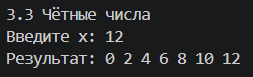 3.3 Чётные числа
Введите x: 12
Результат: 0 2 4 6 8 10 12